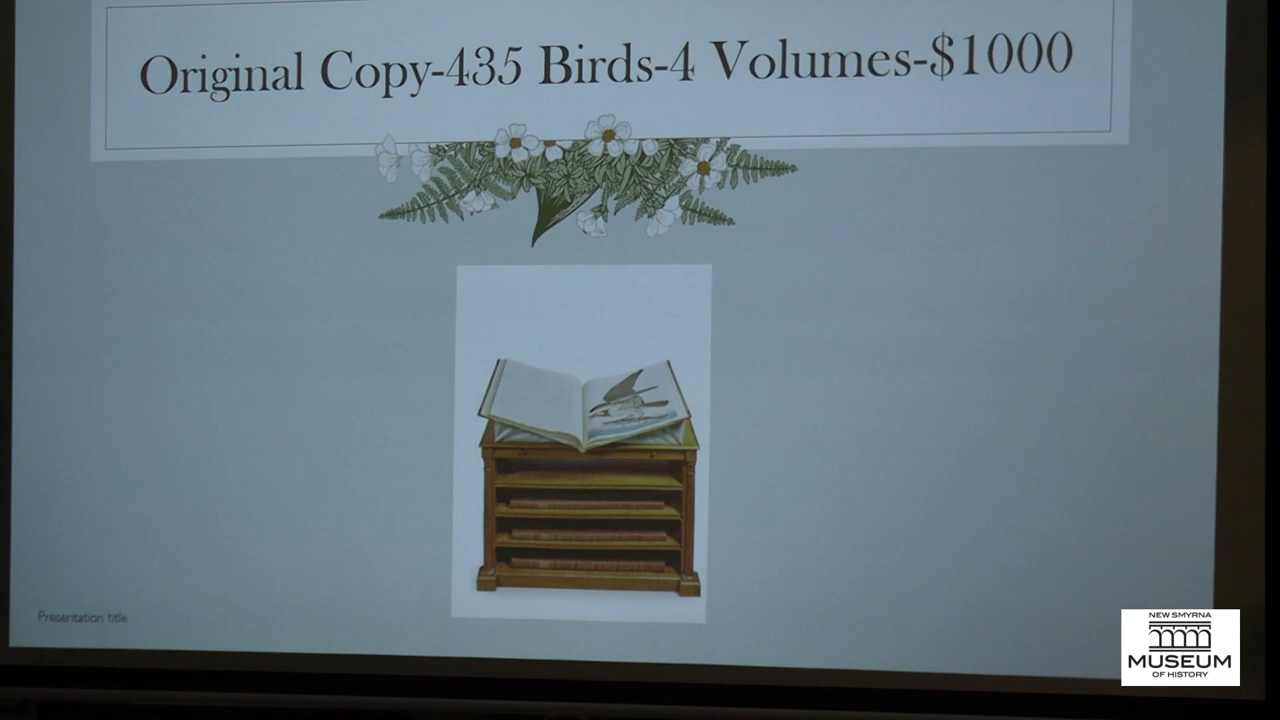 Original Copy-435 Birds-4 Volumes-$1000
Presentation title
NEW SMYRNA
MUSEUM
OF HISTORY